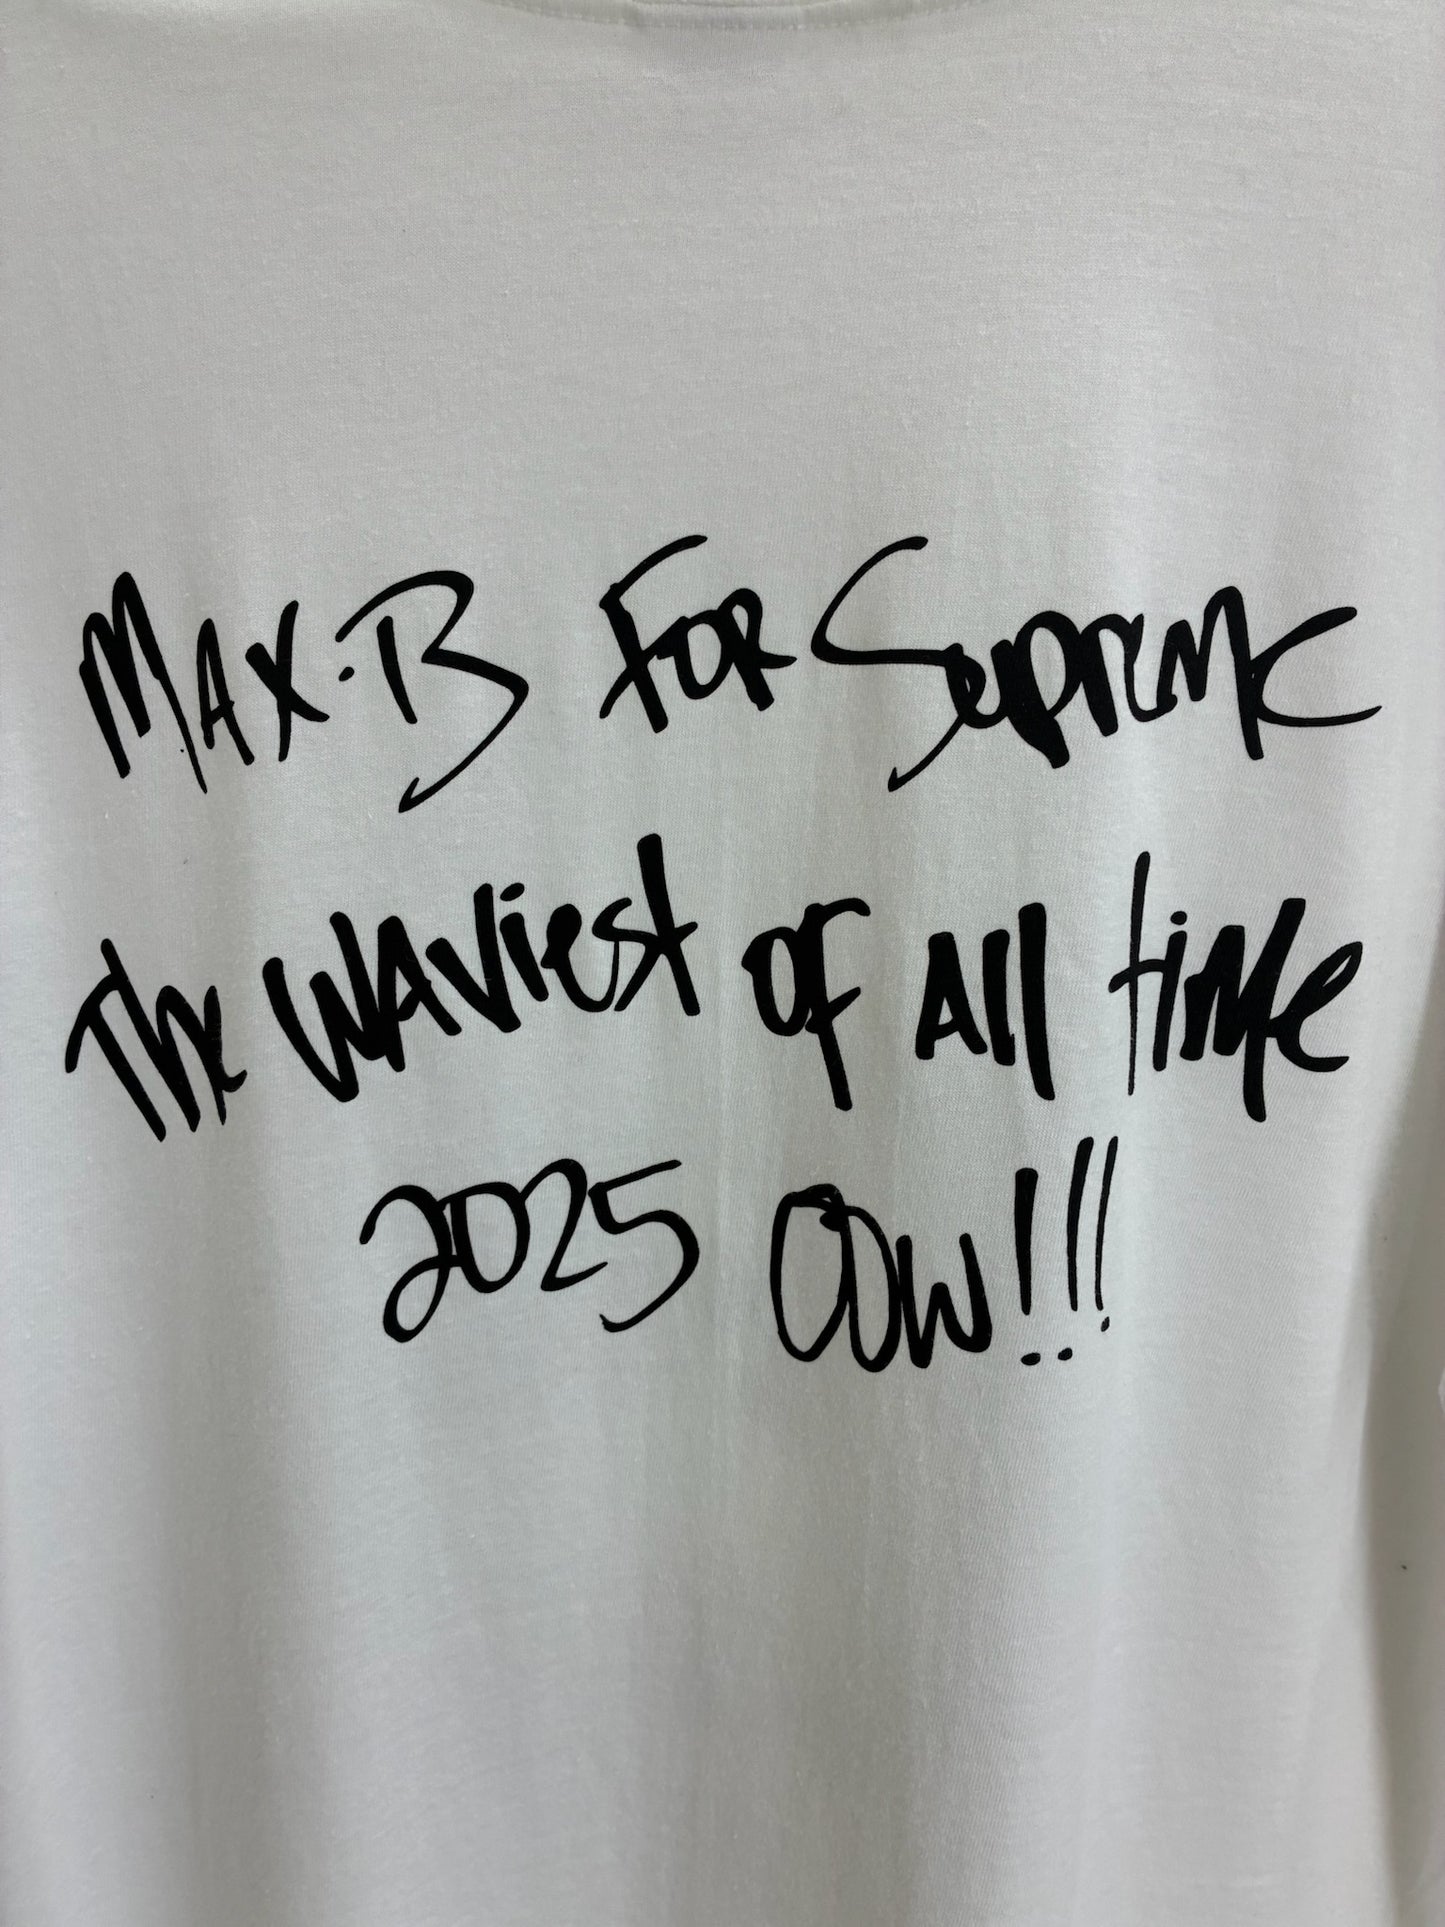 MAX.B FOR Supreme
The WAViest of All time
2025 OOW!!!